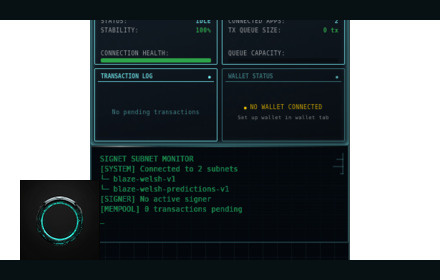 STATUS: IDLE
STABILITY: 100%
CONNECTION HEALTH:
CONNECTED APPS: 2
TX QUEUE SIZE: 0 tx
QUEUE CAPACITY:
TRANSACTION LOG
No pending transactions
WALLET STATUS
NO WALLET CONNECTED
Set up wallet in wallet tab
SIGNET SUBNET MONITOR
[SYSTEM] Connected to 2 subnets
└─ blaze-welsh-v1
└─ blaze-welsh-predictions-v1
[SIGNER] No active signer
[MEMPOOL] 0 transactions pending
_